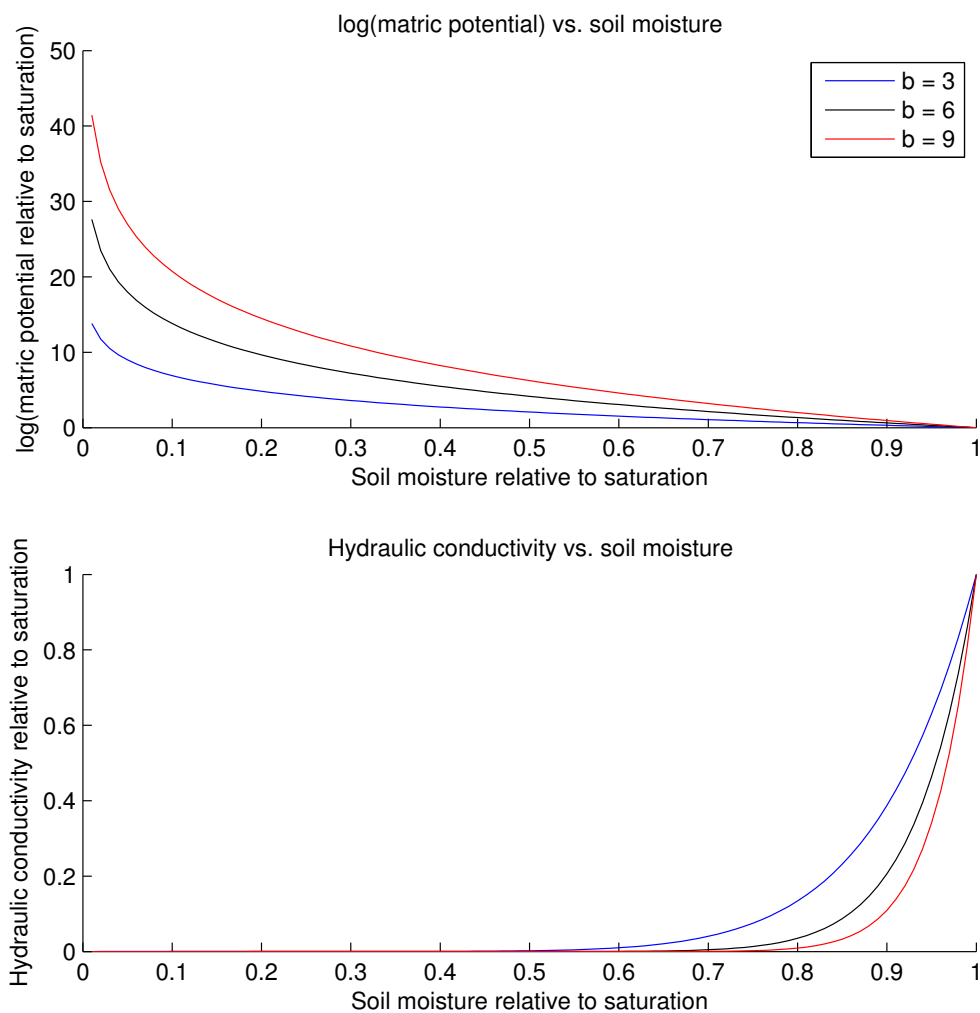 log(matric potential) vs. soil moisture
log(matric potential relative to saturation)
50
40
30
20
10
0
0 0.1 0.2 0.3 0.4 0.5 0.6 0.7 0.8 0.9 1
Soil moisture relative to saturation
b = 3
b = 6
b = 9
Hydraulic conductivity vs. soil moisture
Hydraulic conductivity relative to saturation
1
0.8
0.6
0.4
0.2
0
0 0.1 0.2 0.3 0.4 0.5 0.6 0.7 0.8 0.9 1
Soil moisture relative to saturation